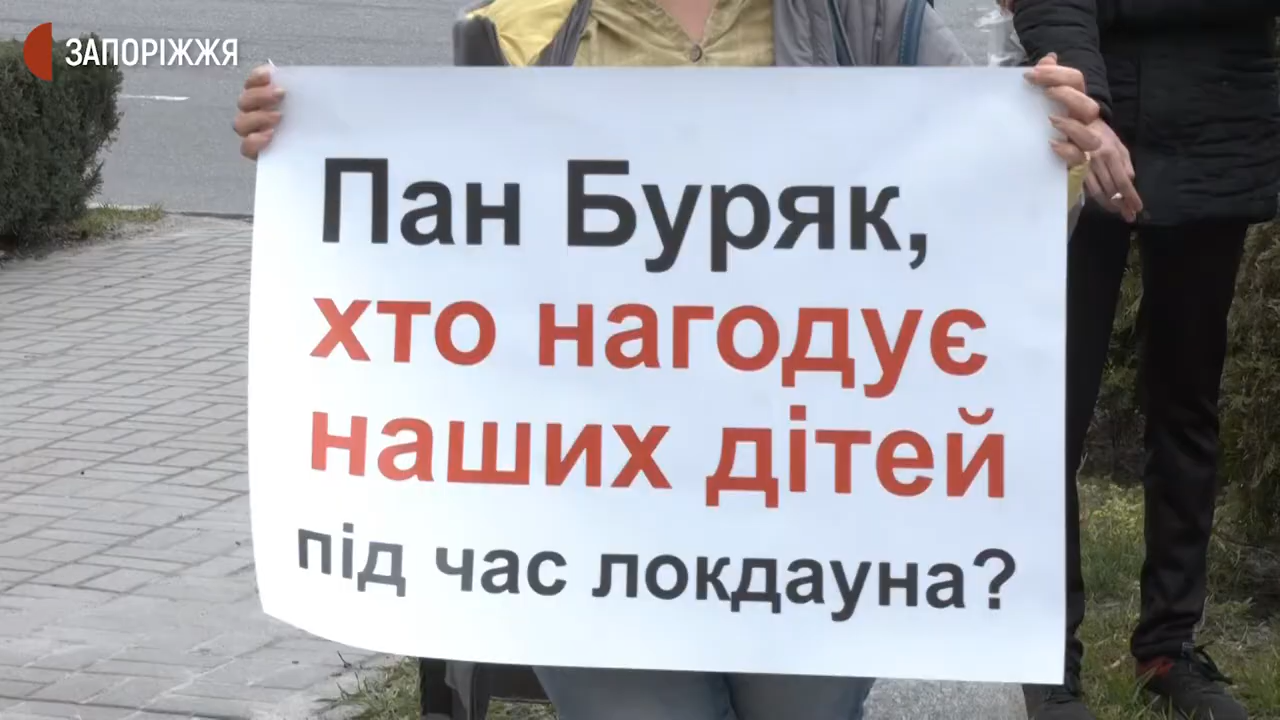 ЗАПОРІЖЖЯ
Пан Буряк,
хто нагодує
наших дітей
під час локдауна?